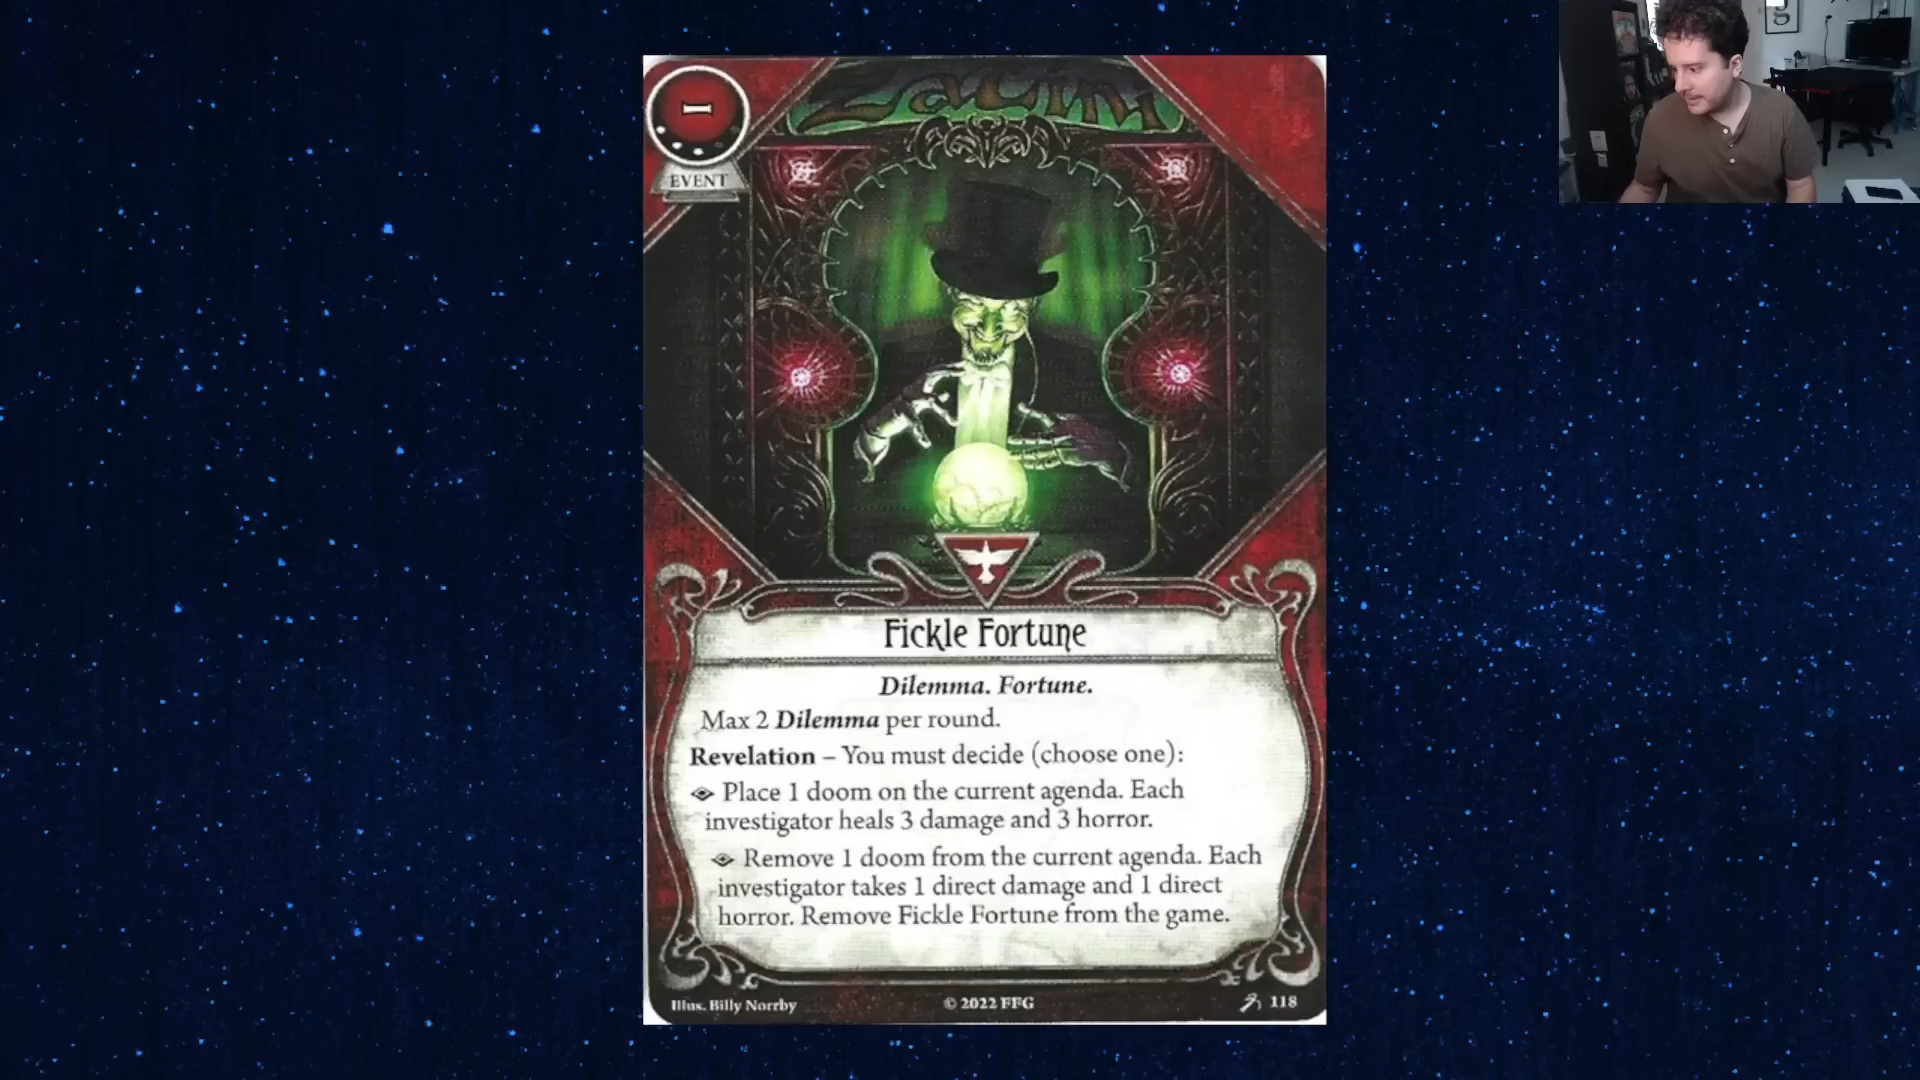 Zaltini
EVENT
Fickle Fortune
Dilemma. Fortune.
Max 2 Dilemma per round.
Revelation – You must decide (choose one):
Place 1 doom on the current agenda. Each
investigator heals 3 damage and 3 horror.
Remove 1 doom from the current agenda. Each
investigator takes 1 direct damage and 1 direct
horror. Remove Fickle Fortune from the game.
Illus. Billy Norrby
© 2022 FFG
118